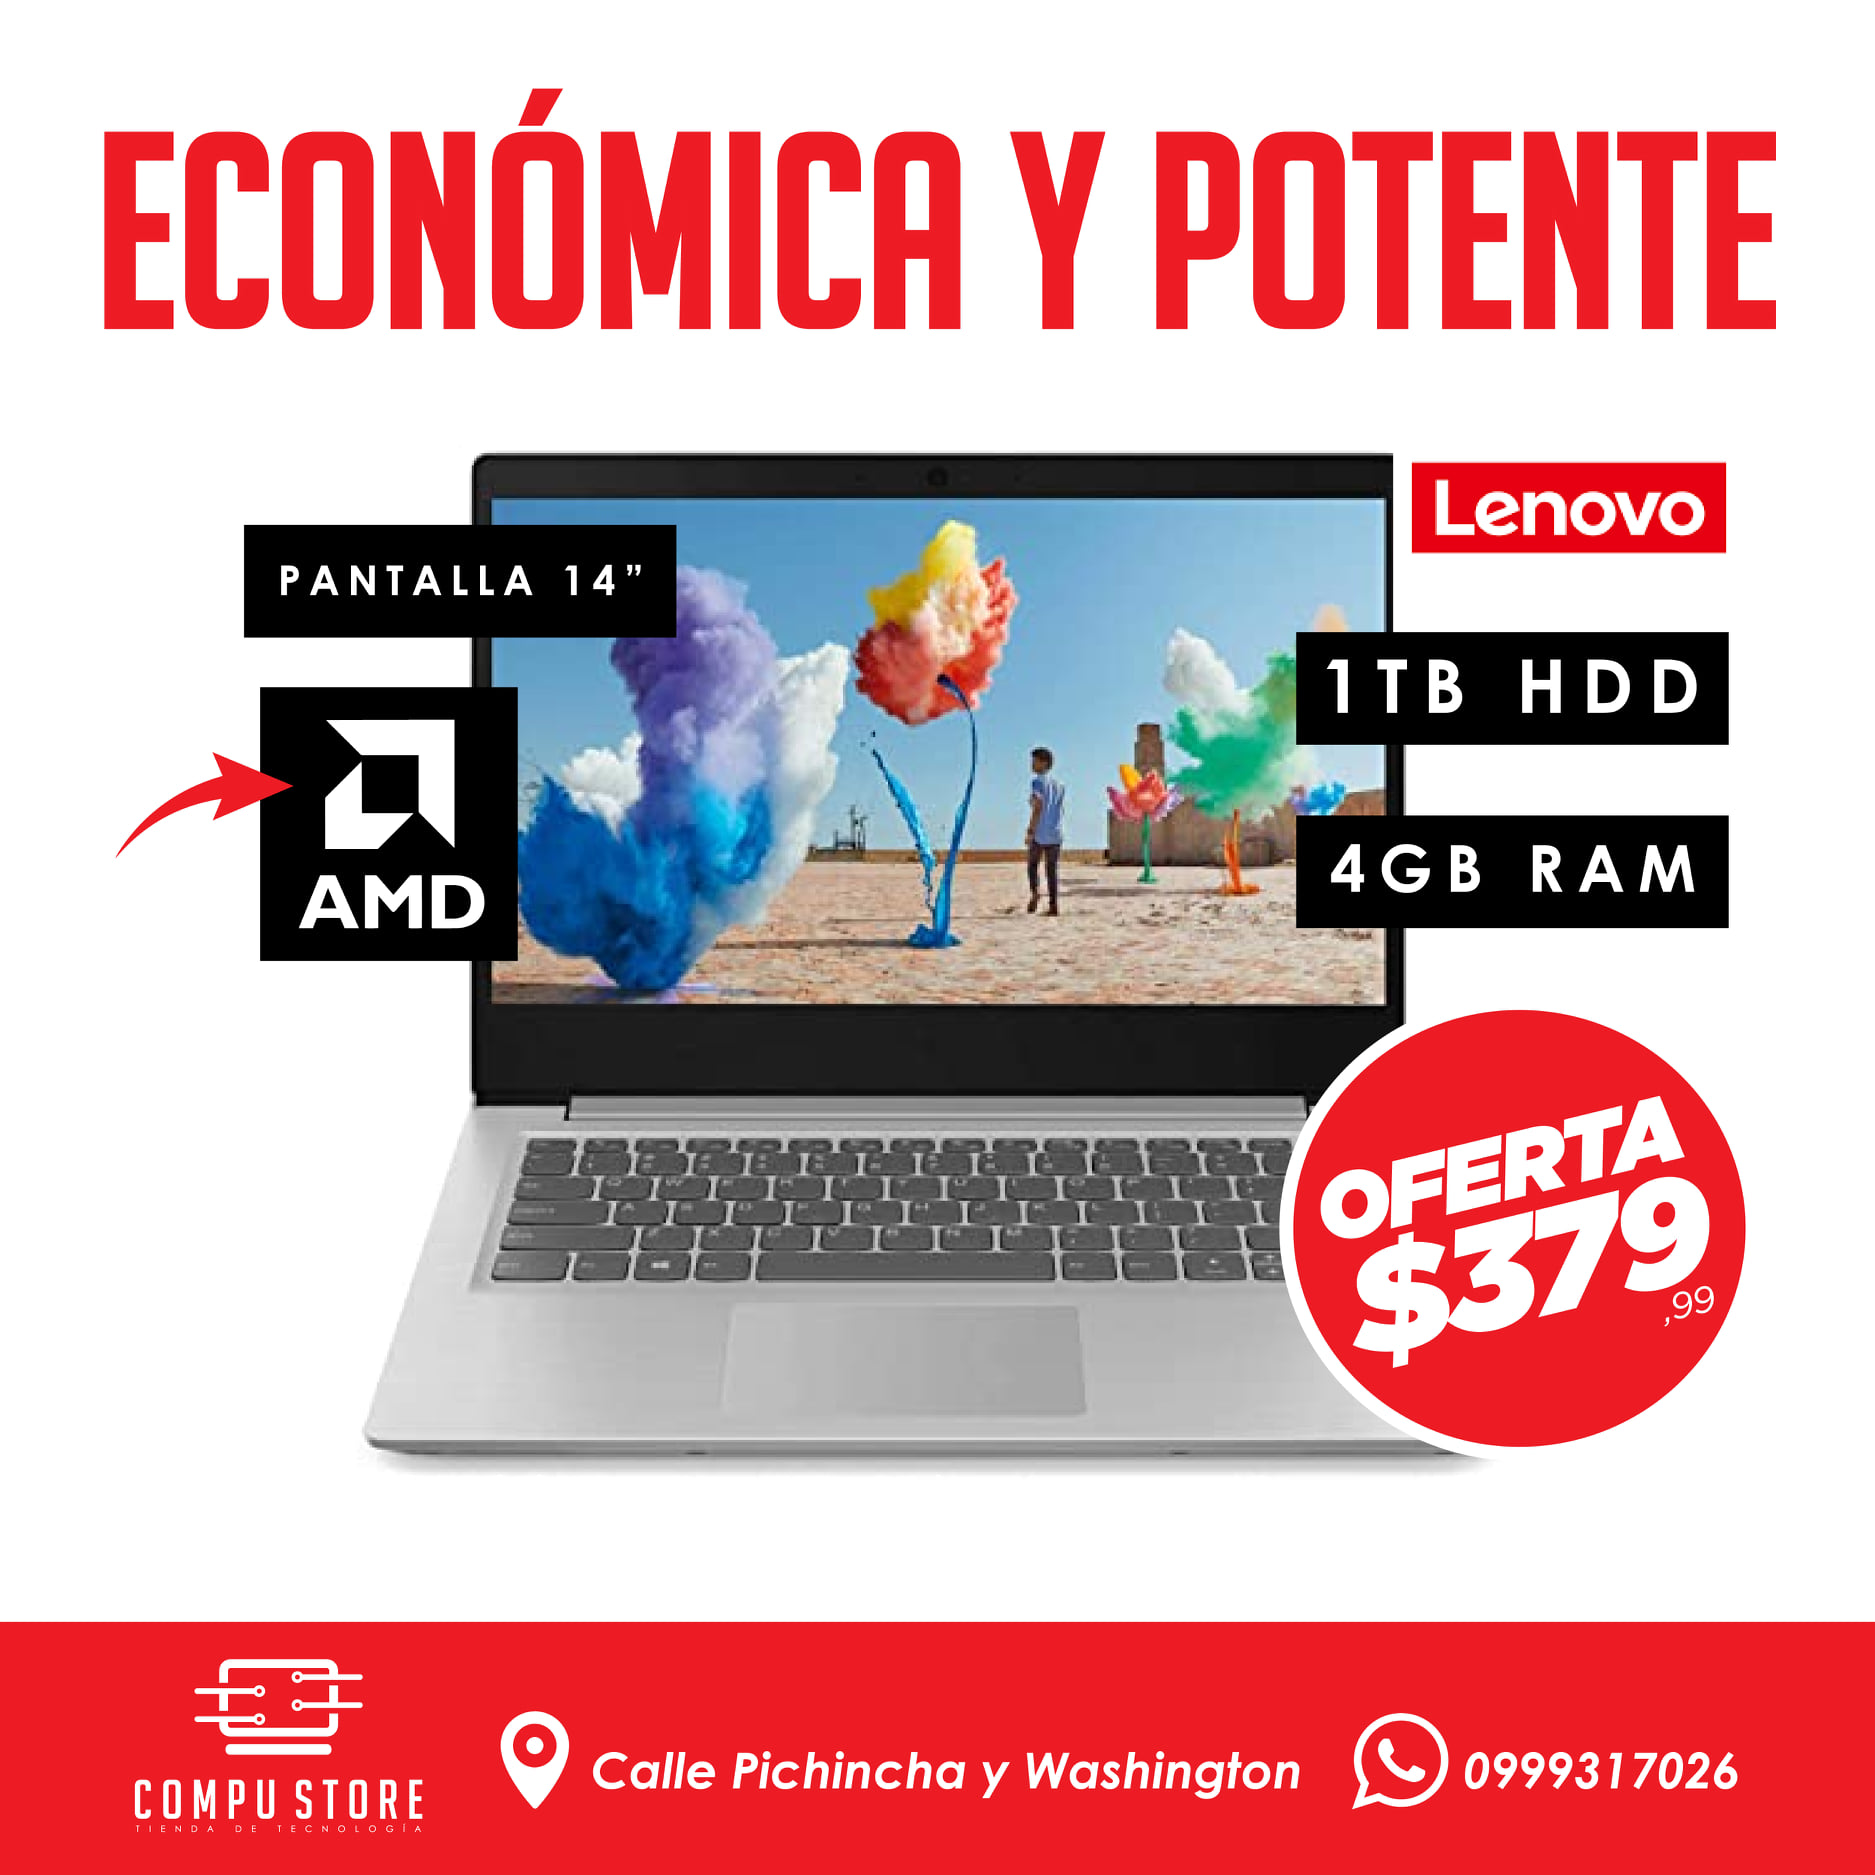 ECONÓMICA Y POTENTE
Lenovo
PANTALLA 14”
1TB HDD
AMD
4GB RAM
OFERTA
$379,99
COMPU STORE
TIENDA DE TECNOLOGÍA
Calle Pichincha y Washington
0999317026